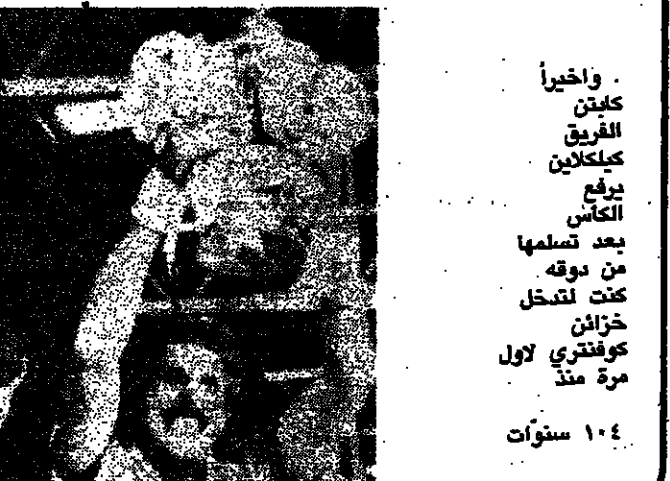 . واخيراً
كابتن
الفريق
كيلكلاين
يرفع
الكأس
بعد تسلمها
من دوقه
كنت لتدخل
خزائن
كوفنتري لاول
مرة منذ
١٠٤ سنوات